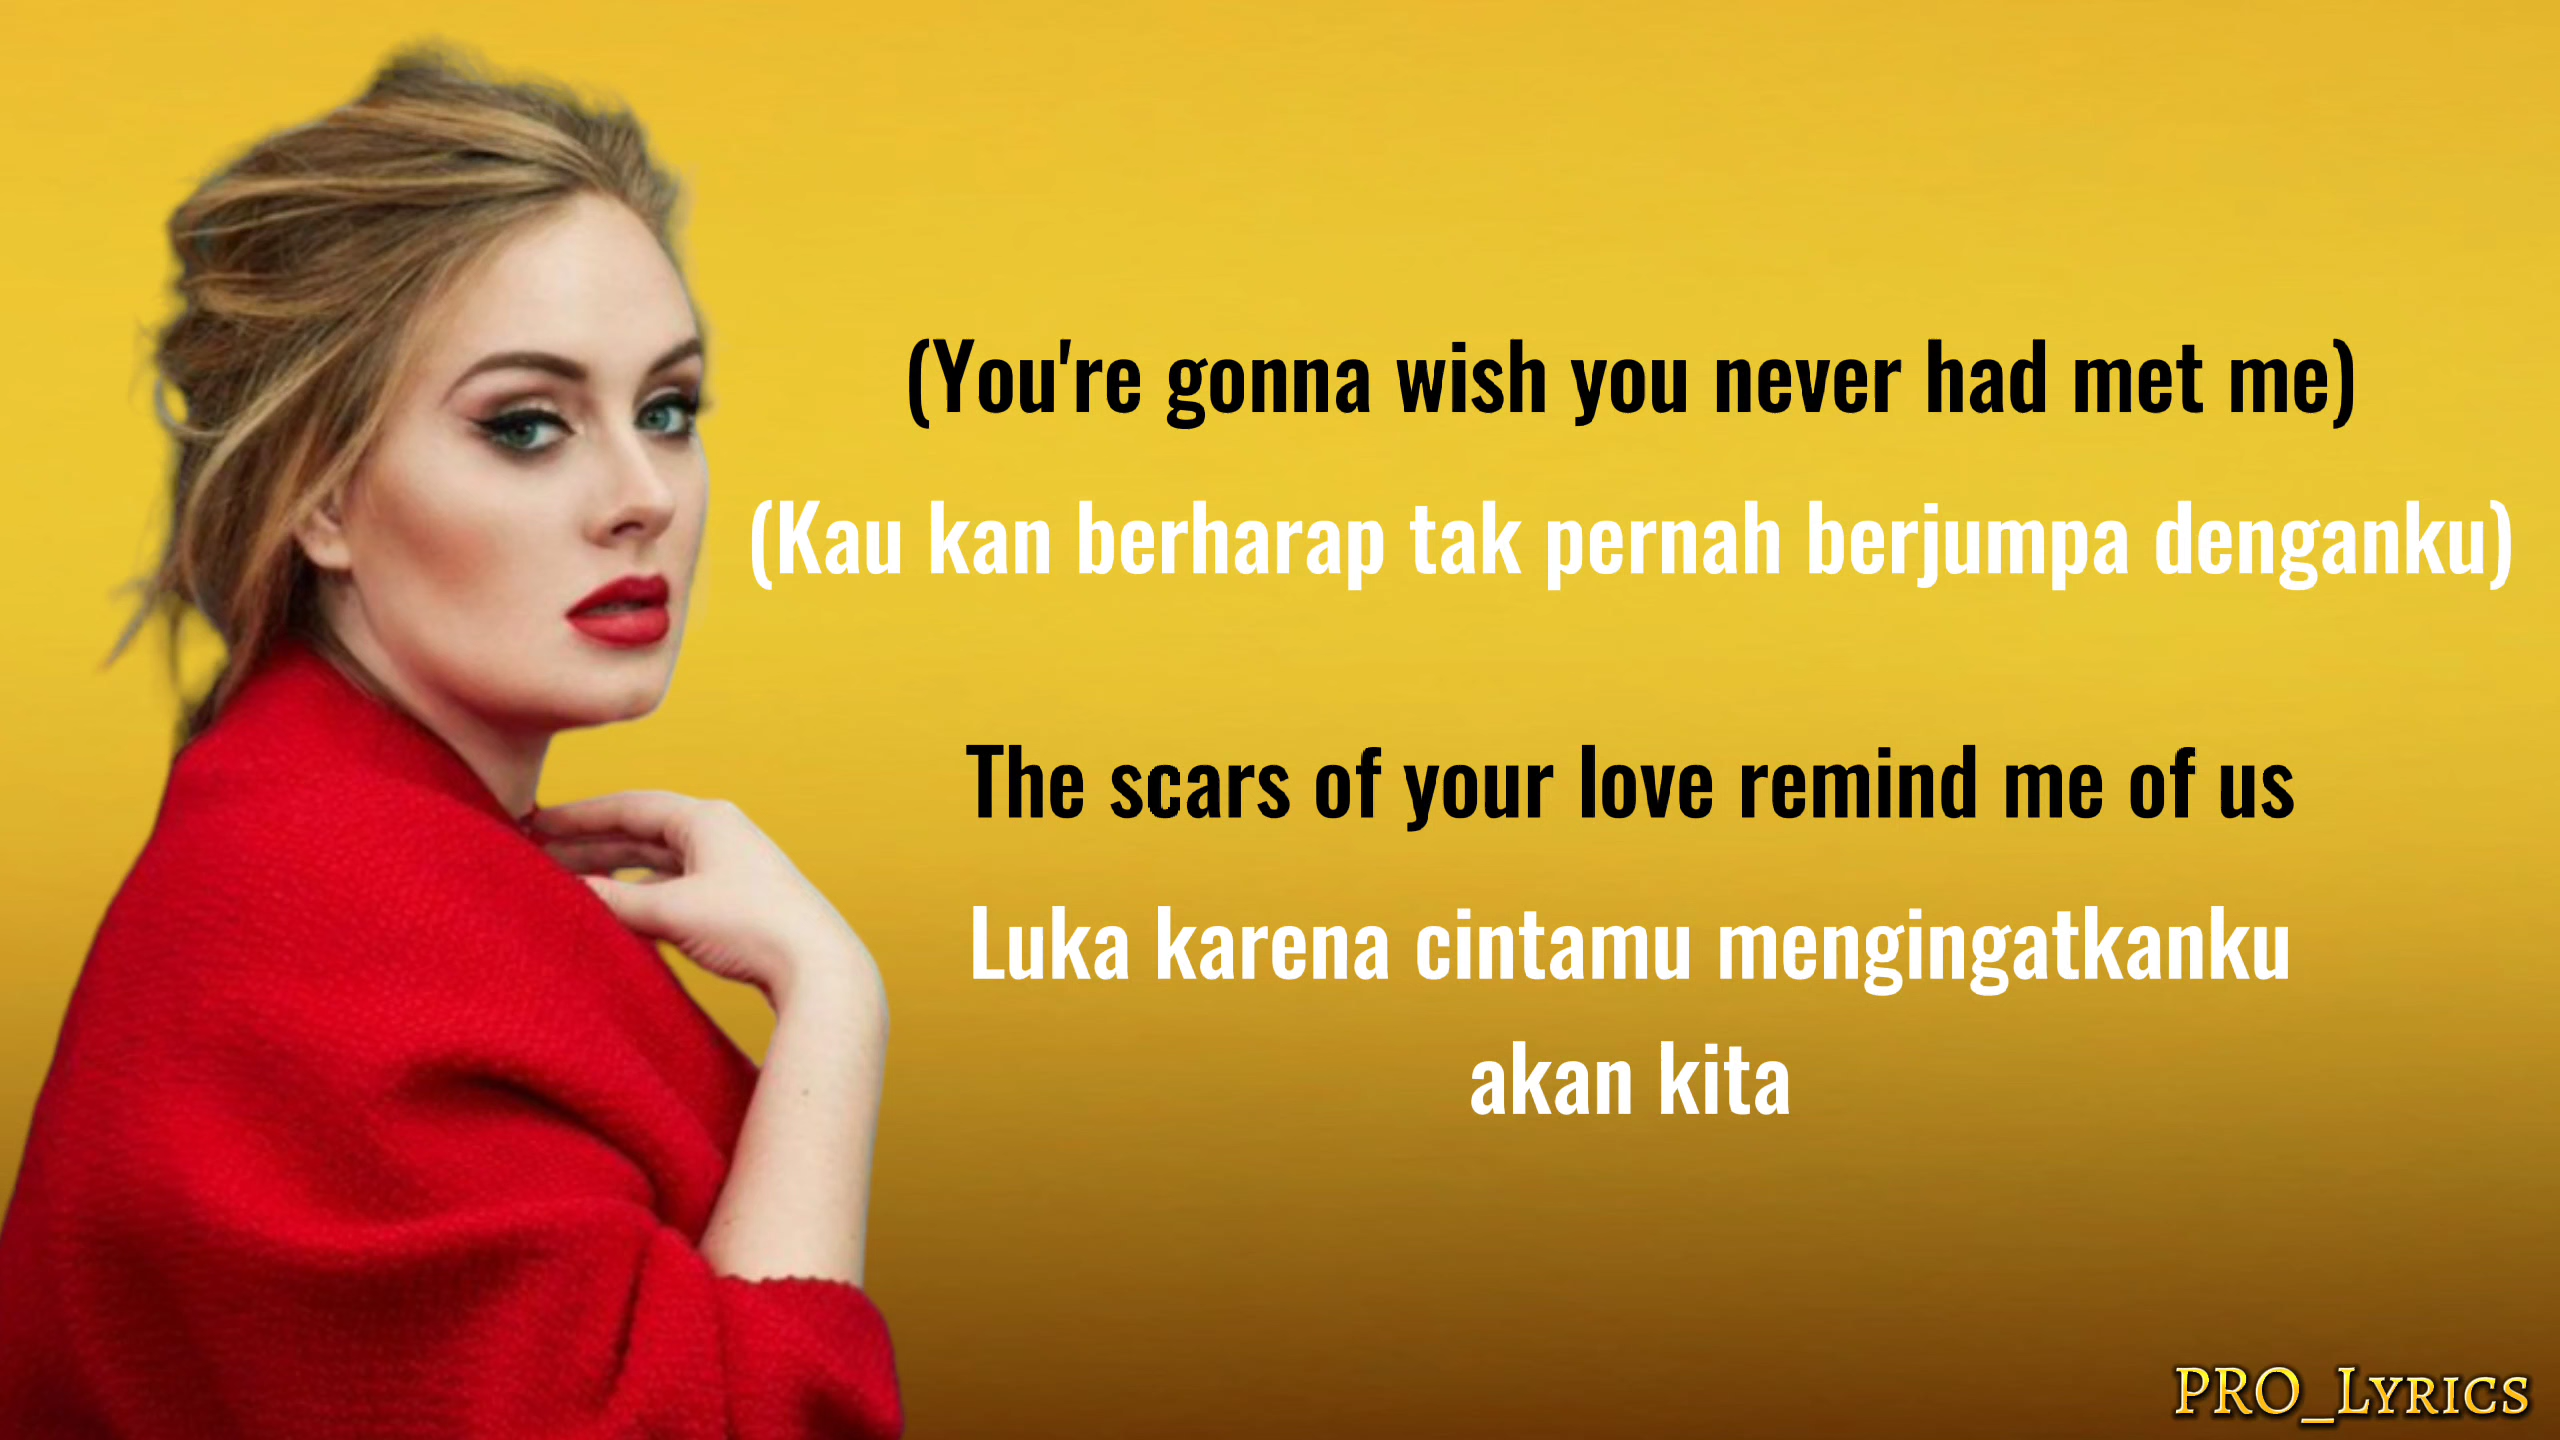 (You're gonna wish you never had met me)
(Kau kan berharap tak pernah berjumpa denganku)
The scars of your love remind me of us
Luka karena cintamu mengingatkanku
akan kita
PRO_Lyrics